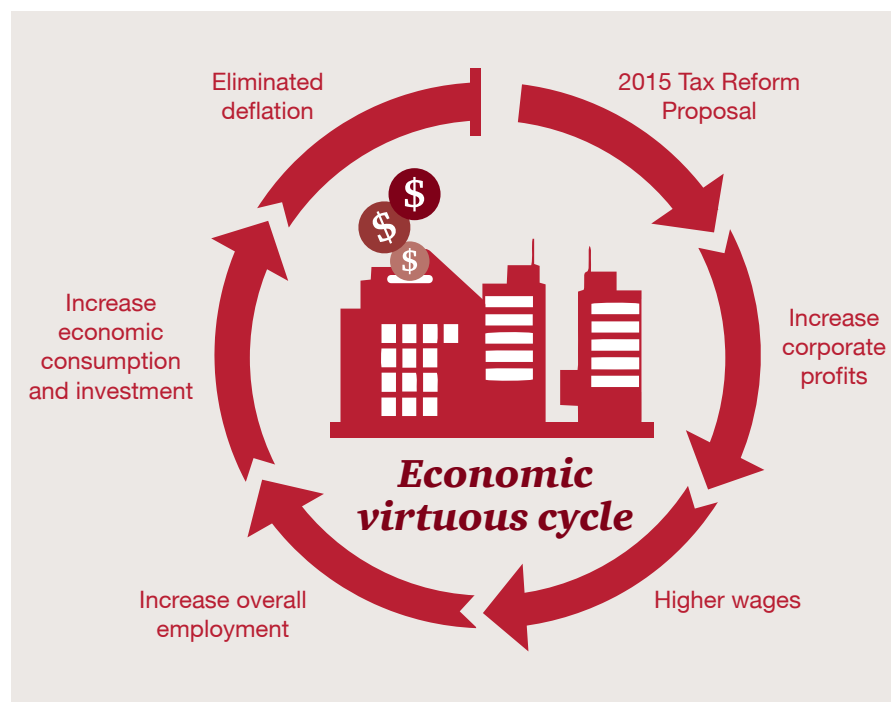 2015 Tax Reform
Proposal
Increase
corporate
profits
Higher wages
Increase overall
employment
Increase
economic
consumption
and investment
Eliminated
deflation
$
$
$
Economic
virtuous cycle